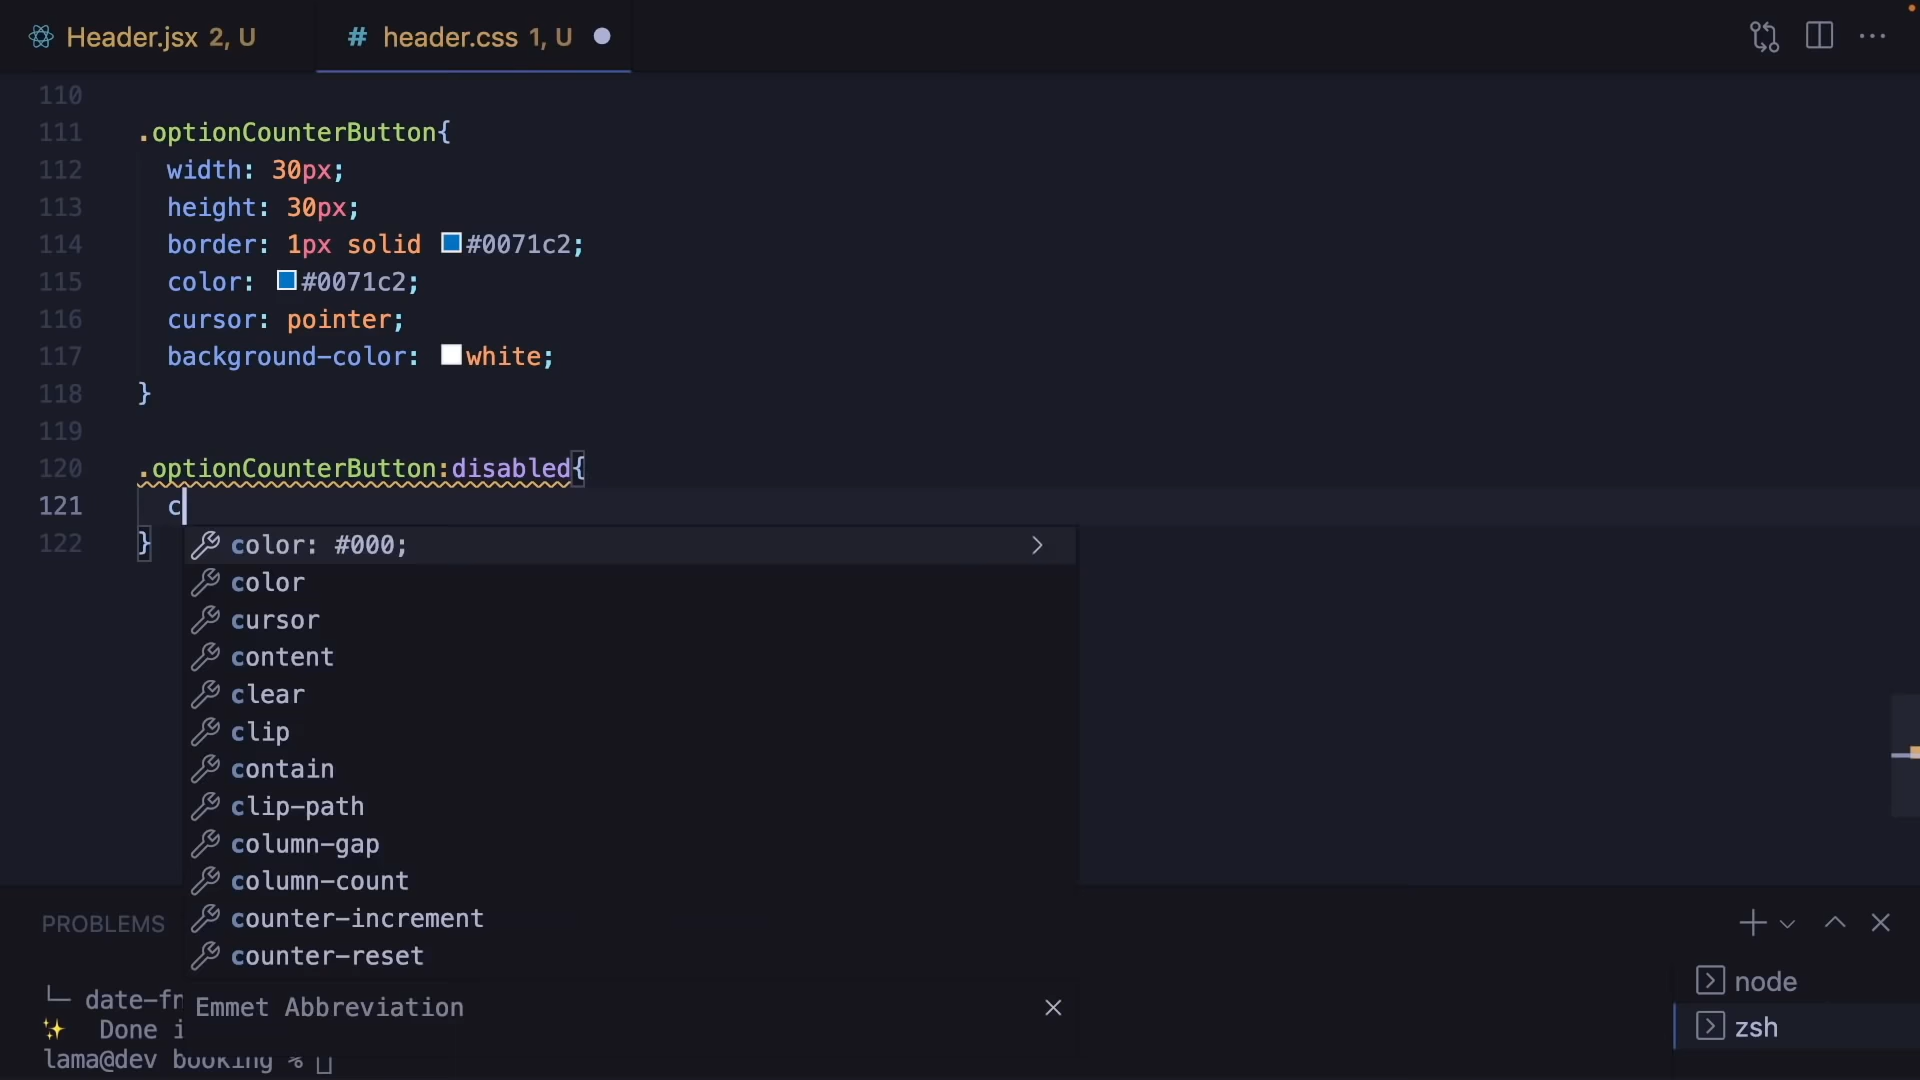 Header.jsx 2, U
# header.css 1, U
110
111 .optionCounterButton{
112 width: 30px;
113 height: 30px;
114 border: 1px solid #0071c2;
115 color: #0071c2;
116 cursor: pointer;
117 background-color: white;
118 }
119
120 .optionCounterButton:disabled{
121 c
122 }
color: #000;
color
cursor
content
clear
clip
contain
clip-path
column-gap
column-count
counter-increment
counter-reset
Emmet Abbreviation
PROBLEMS
└─ date-fn
✨ Done i
lama@dev booking %
node
zsh